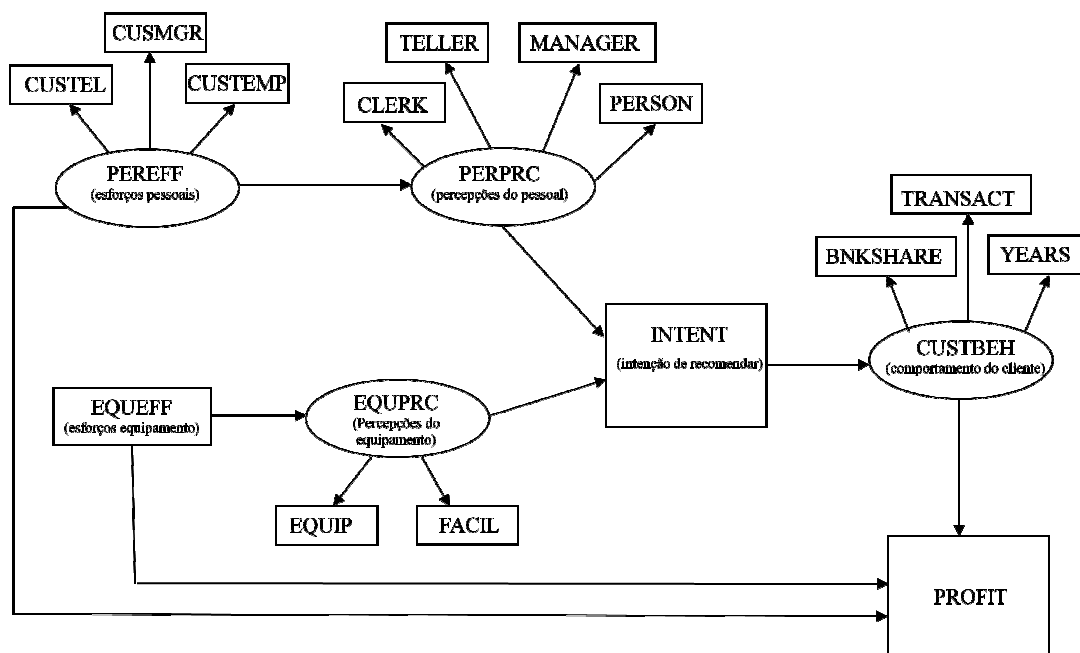 CUSMGR
CUSTEL
CUSTEMP
TELLER
MANAGER
CLERK
PERSON
PEREFF
(esforços pessoais)
PERPRC
(percepções do pessoal)
TRANSACT
BNKSHARE
YEARS
INTENT
(intenção de recomendar)
CUSTBEH
(comportamento do cliente)
EQUEFF
(esforços equipamento)
EQUPRC
(Percepções do
equipamento)
EQUIP
FACIL
PROFIT